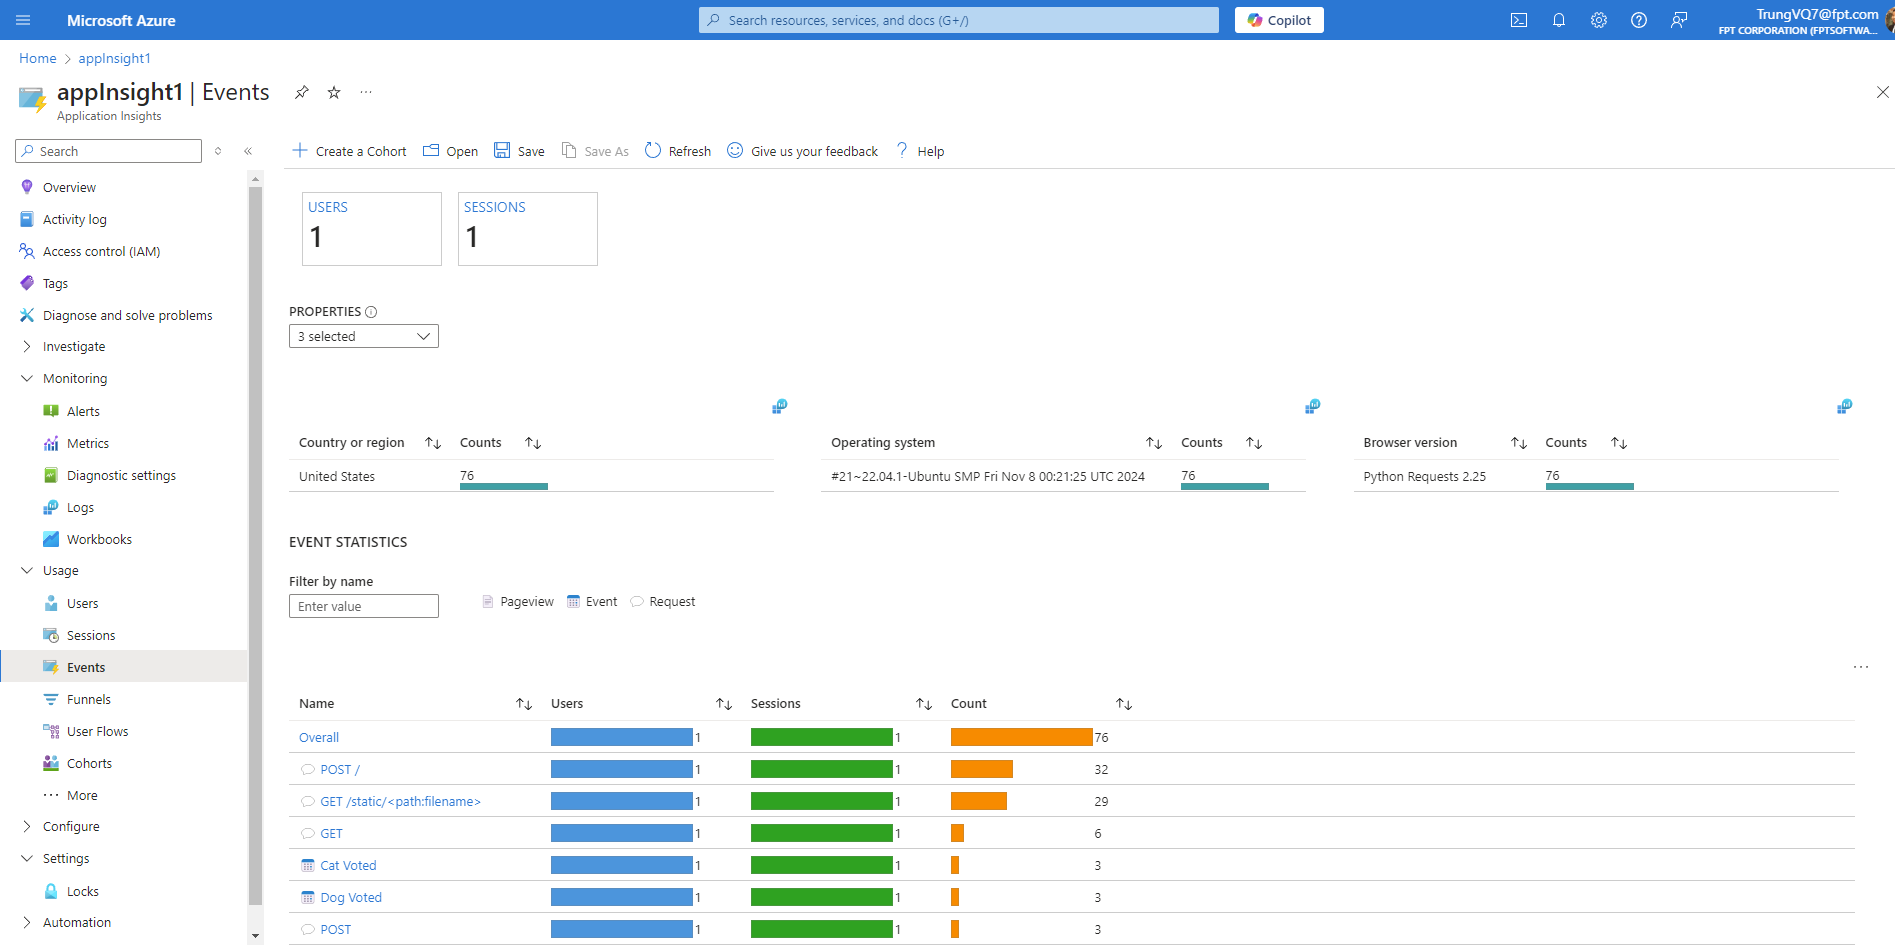 Microsoft Azure
Search resources, services, and docs (G+/)
Copilot
TrungVQ7@fpt.com
FPT CORPORATION (FPTSOFTWA...
Home > appInsight1
appInsight1 | Events
...
Application Insights
Search
Overview
Activity log
Access control (IAM)
Tags
Diagnose and solve problems
Investigate
Monitoring
Alerts
Metrics
Diagnostic settings
Logs
Workbooks
Usage
Users
Sessions
Events
Funnels
User Flows
Cohorts
... More
Configure
Settings
Locks
Automation
Create a Cohort Open Save Save As Refresh Give us your feedback ? Help
USERS
1
SESSIONS
1
PROPERTIES
3 selected
Country or region Counts
United States 76
Operating system Counts
#21~22.04.1-Ubuntu SMP Fri Nov 8 00:21:25 UTC 2024 76
Browser version Counts
Python Requests 2.25 76
EVENT STATISTICS
Filter by name
Enter value
Pageview Event Request
...
Name Users Sessions Count
Overall 1 1 76
POST / 1 1 32
GET /static/<path:filename> 1 1 29
GET 1 1 6
Cat Voted 1 1 3
Dog Voted 1 1 3
POST 1 1 3